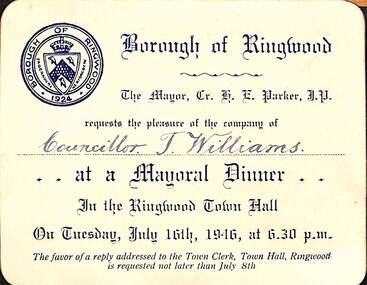 BOROUGH OF RINGWOOD
1924
Borough of Ringwood
The Mayor, Cr. H. E. Parker, J.P.
requests the pleasure of the company of
Councillor T. Williams.
. . at a Mayoral Dinner . .
In the Ringwood Town Hall
On Tuesday, July 16th, 1946, at 6.30 p.m.
The favor of a reply addressed to the Town Clerk, Town Hall, Ringwood
is requested not later than July 8th